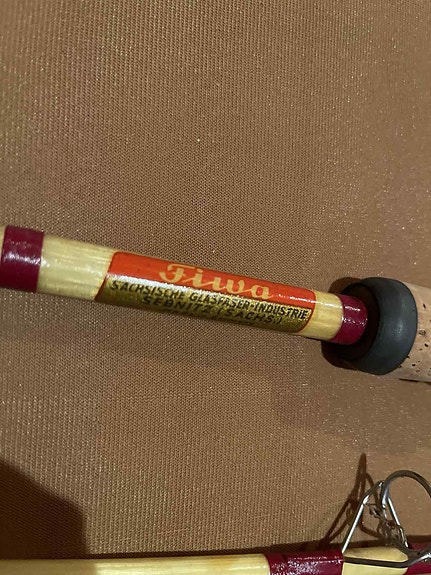 Fiwa
SÄCHSISCHE GLASFASER-INDUSTRIE
SEBNITZ (SACHS.)